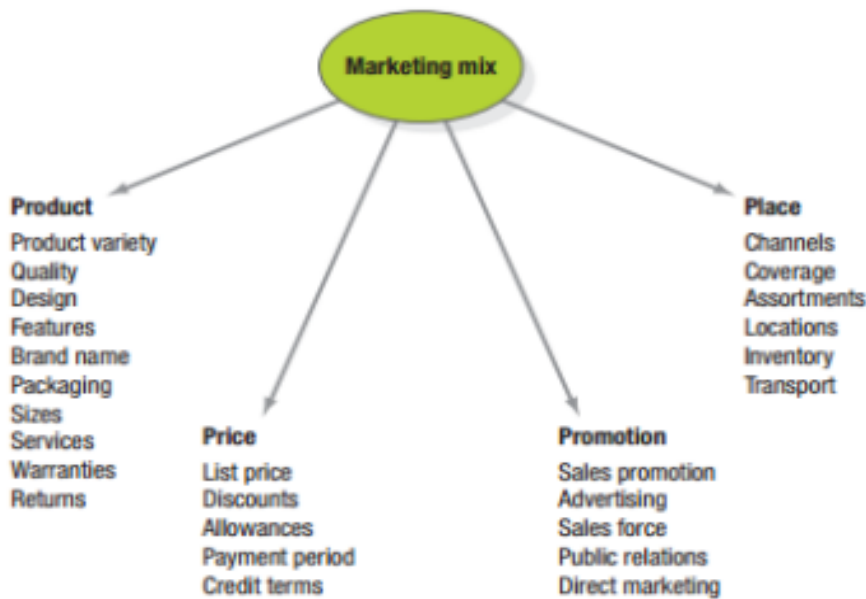 Marketing mix
Product
Product variety
Quality
Design
Features
Brand name
Packaging
Sizes
Services
Warranties
Returns
Price
List price
Discounts
Allowances
Payment period
Credit terms
Promotion
Sales promotion
Advertising
Sales force
Public relations
Direct marketing
Place
Channels
Coverage
Assortments
Locations
Inventory
Transport